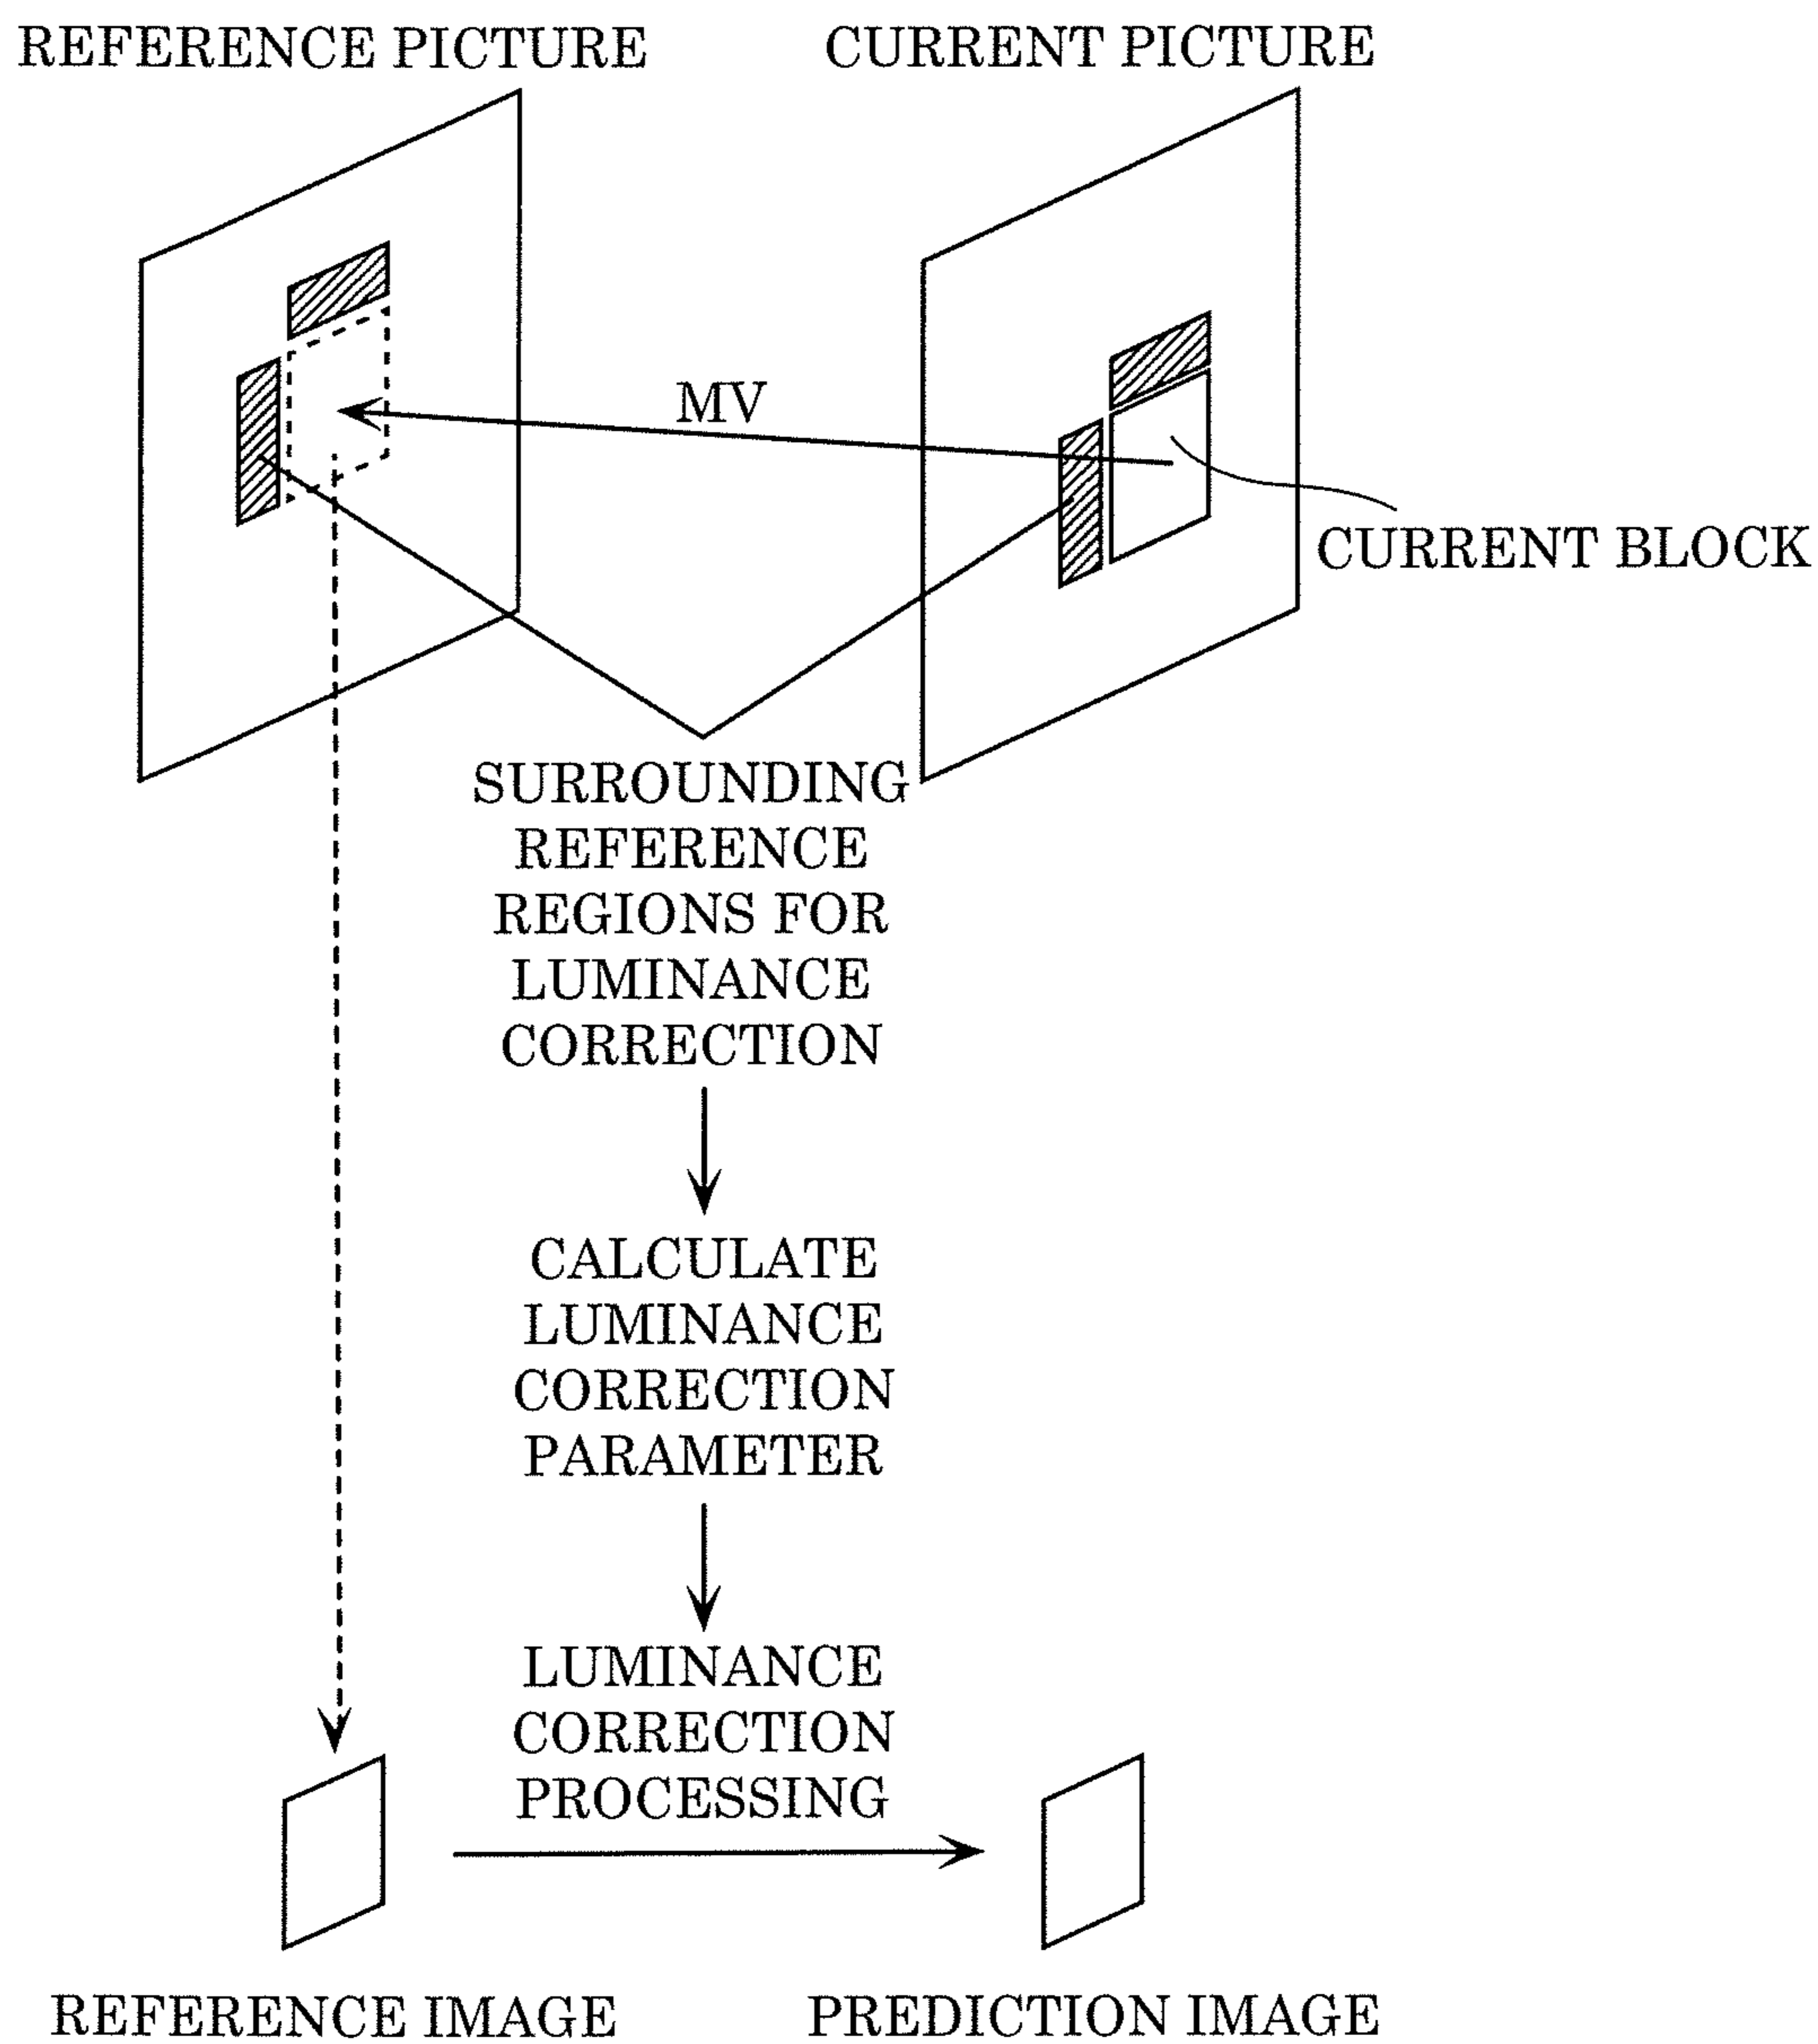 REFERENCE PICTURE
CURRENT PICTURE
MV
CURRENT BLOCK
SURROUNDING
REFERENCE
REGIONS FOR
LUMINANCE
CORRECTION
CALCULATE
LUMINANCE
CORRECTION
PARAMETER
LUMINANCE
CORRECTION
PROCESSING
REFERENCE IMAGE
PREDICTION IMAGE